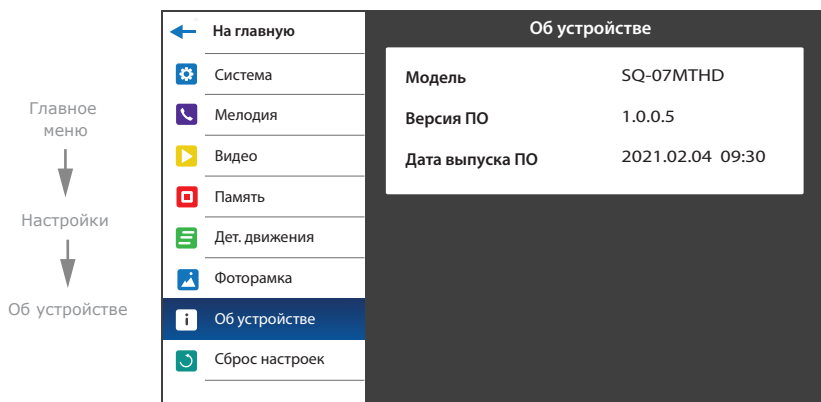 Главное
меню
Настройки
Об устройстве
На главную
Система
Мелодия
Видео
Память
Дет. движения
Фоторамка
Об устройстве
Сброс настроек
Об устройстве
Модель SQ-07MTHD
Версия ПО 1.0.0.5
Дата выпуска ПО 2021.02.04 09:30